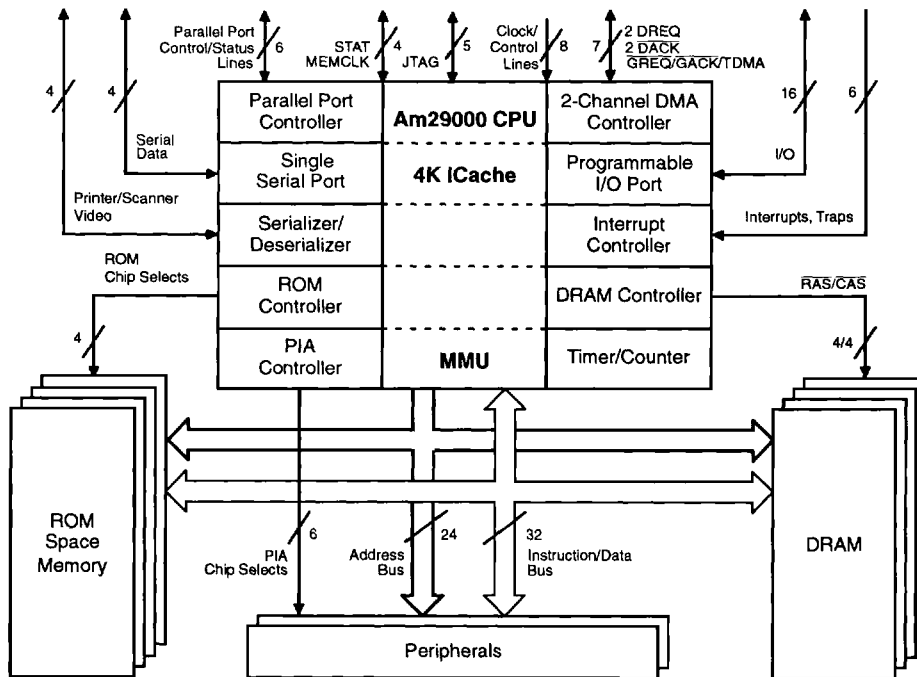 Parallel Port
Control/Status
Lines
6
STAT
MEMCLK
4
JTAG
5
Clock/
Control
Lines
8
7
2 DREQ
2 DACK
GREQ/GACK/TDMA
4
4
16
6
Serial
Data
Printer/Scanner
Video
I/O
Interrupts, Traps
Parallel Port
Controller
Am29000 CPU
2-Channel DMA
Controller
Single
Serial Port
4K ICache
Programmable
I/O Port
Serializer/
Deserializer
Interrupt
Controller
ROM
Controller
DRAM Controller
PIA
Controller
MMU
Timer/Counter
ROM
Chip Selects
4
RAS/CAS
4/4
ROM
Space
Memory
DRAM
6
PIA
Chip Selects
24
Address
Bus
32
Instruction/Data
Bus
Peripherals